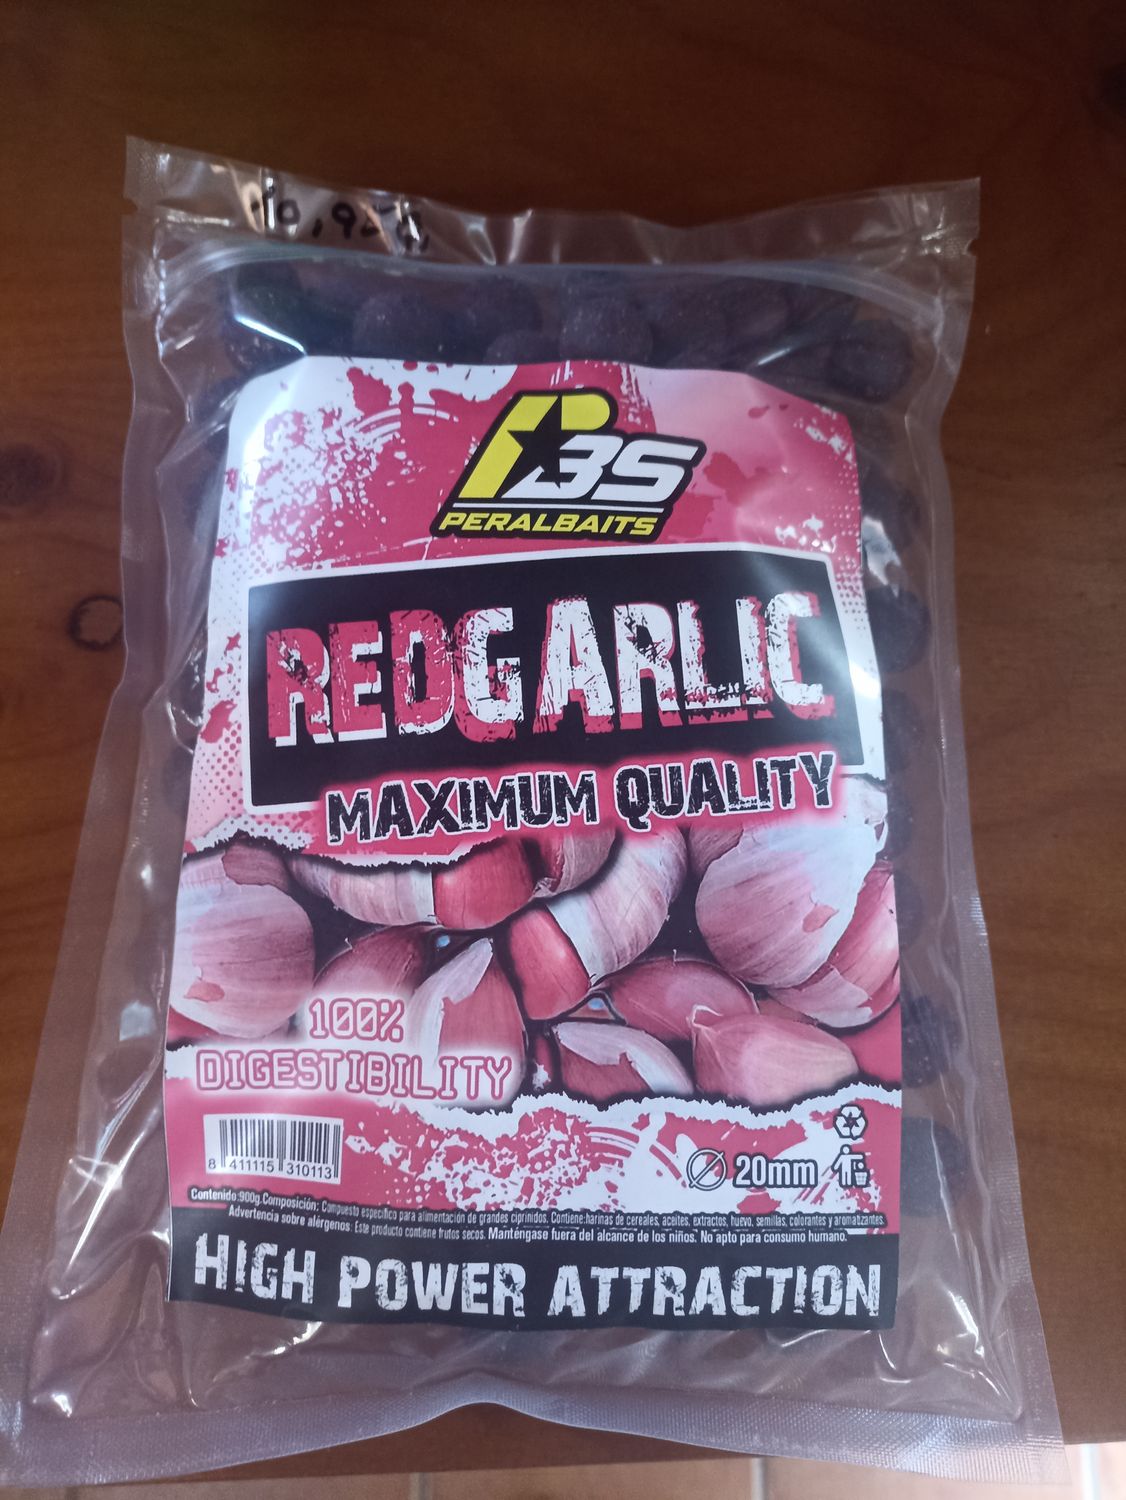 P3S
PERALBAITS
REDGARLIC
MAXIMUM QUALITY
100%
DIGESTIBILITY
8 411115 310113
Ø 20mm
Contenido:900g.Composición: Compuesto específico para alimentación de grandes ciprínidos. Contiene:harinas de cereales, aceites, extractos, huevo, semillas, colorantes y aromatizantes.
Advertencia sobre alérgenos: Este producto contiene frutos secos. Manténgase fuera del alcance de los niños. No apto para consumo humano.
HIGH POWER ATTRACTION